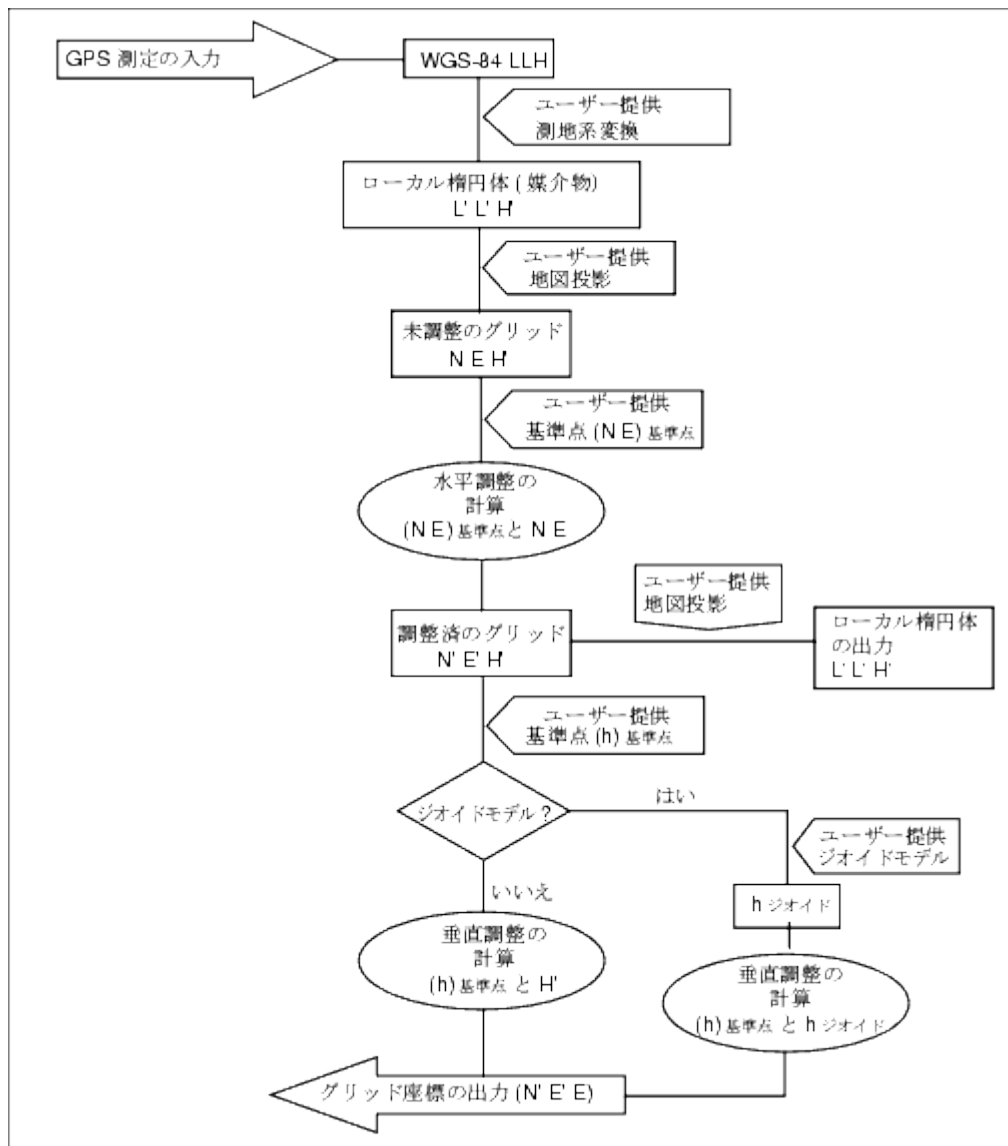 GPS 測定の入力
WGS-84 LLH
ユーザー提供
測地系変換
ローカル楕円体 ( 媒介物)
L' L' H'
ユーザー提供
地図投影
未調整のグリッド
N E H'
ユーザー提供
基準点 (N E) 基準点
水平調整の
計算
(N E) 基準点と N E
ユーザー提供
地図投影
調整済のグリッド
N' E' H'
ローカル楕円体
の出力
L' L' H'
ユーザー提供
基準点 (h) 基準点
ジオイドモデル ?
はい
ユーザー提供
ジオイドモデル
いいえ
h ジオイド
垂直調整の
計算
(h) 基準点 と H'
垂直調整の
計算
(h) 基準点 と h ジオイド
グリッド座標の出力 (N' E' E)